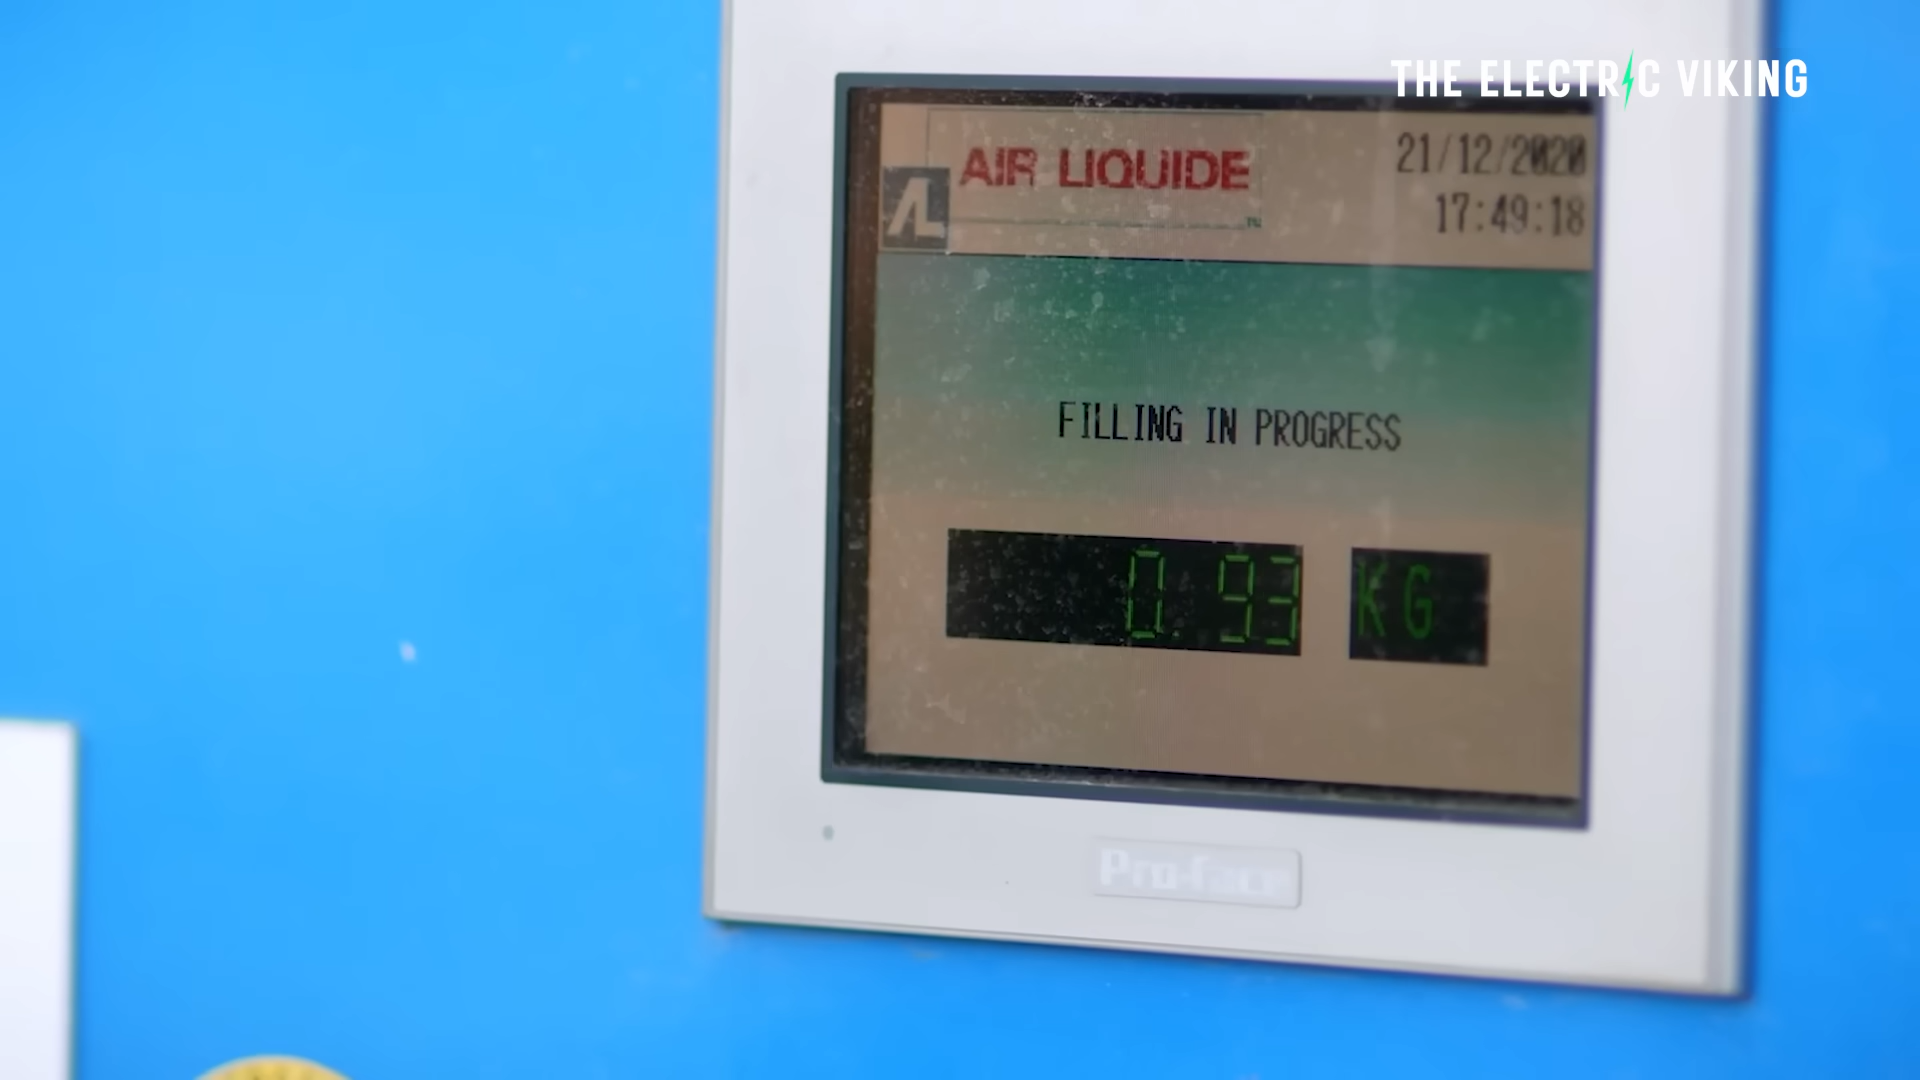 THE ELECTRIC VIKING
AIR LIQUIDE
21/12/2020
AL
17:49:18
FILLING IN PROGRESS
0.93 KG
Pro-face